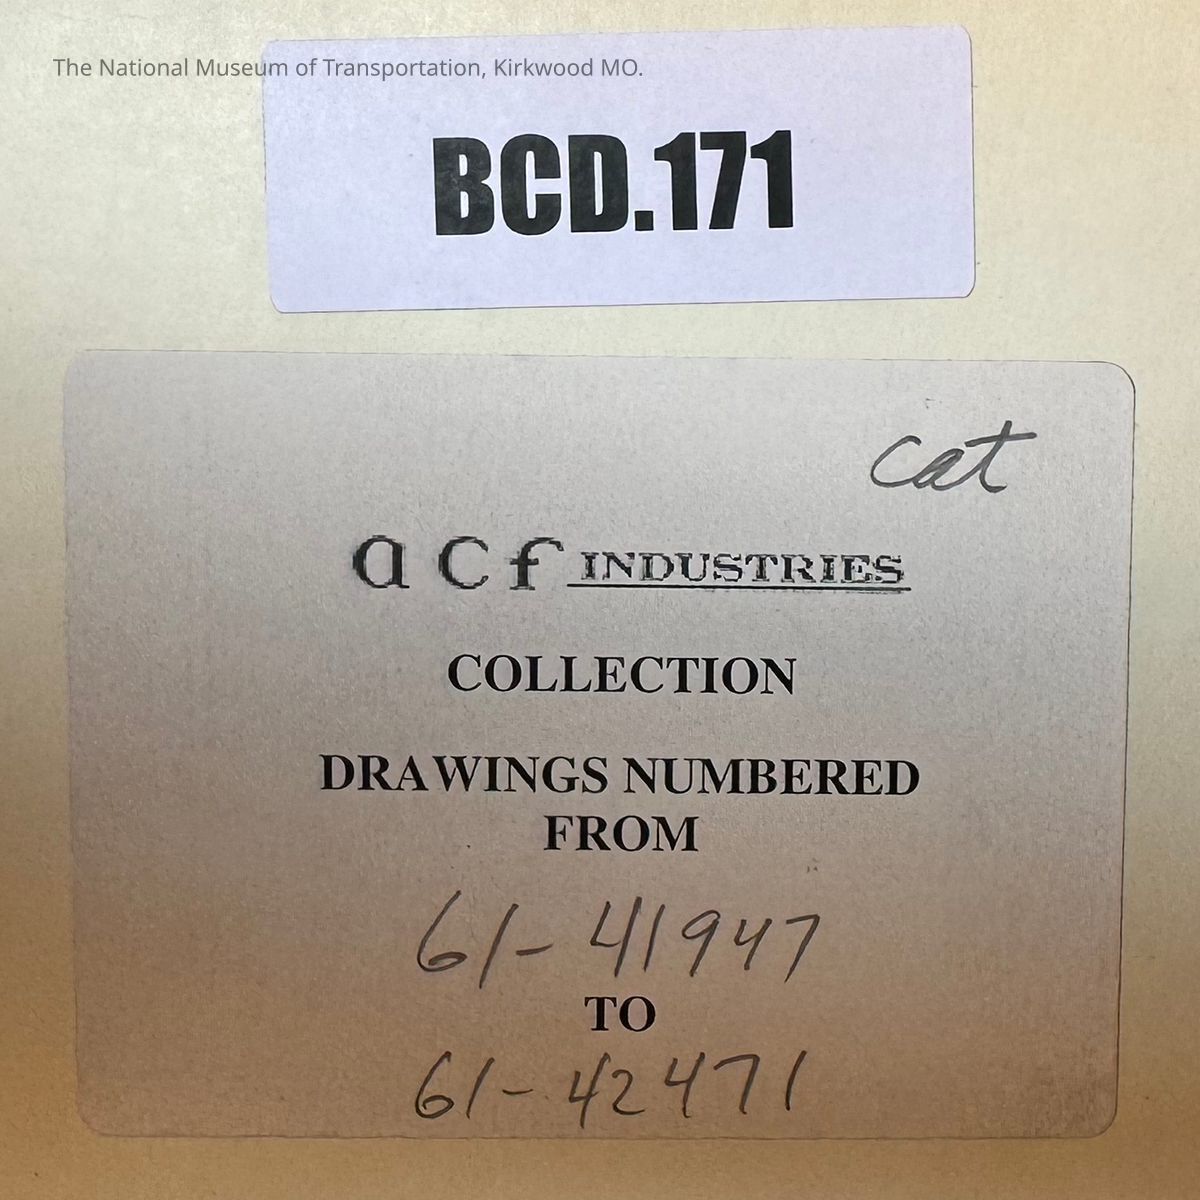 The National Museum of Transportation, Kirkwood MO.
BCD.171
cat
acf INDUSTRIES
COLLECTION
DRAWINGS NUMBERED
FROM
61-41947
TO
61-42471